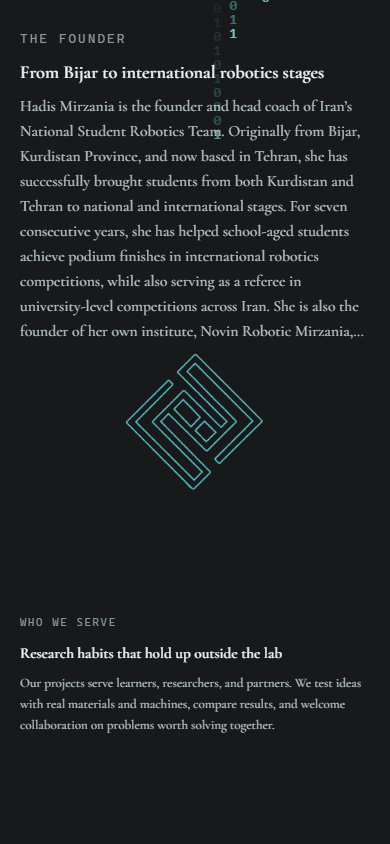 THE FOUNDER
From Bijar to international robotics stages
Hadis Mirzania is the founder and head coach of Iran's
National Student Robotics Team. Originally from Bijar,
Kurdistan Province, and now based in Tehran, she has
successfully brought students from both Kurdistan and
Tehran to national and international stages. For seven
consecutive years, she has helped school-aged students
achieve podium finishes in international robotics
competitions, while also serving as a referee in
university-level competitions across Iran. She is also the
founder of her own institute, Novin Robotic Mirzania,...
WHO WE SERVE
Research habits that hold up outside the lab
Our projects serve learners, researchers, and partners. We test ideas
with real materials and machines, compare results, and welcome
collaboration on problems worth solving together.